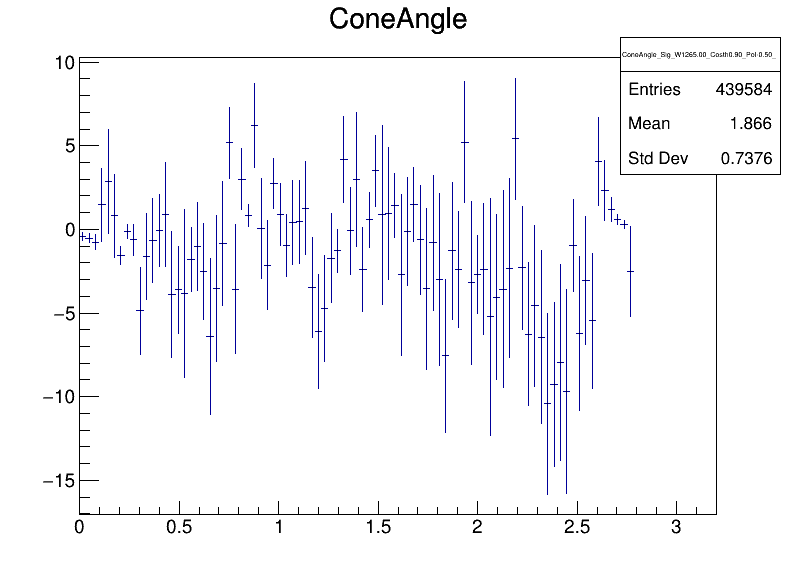 ConeAngle
ConeAngle_Sig_W1265.00_Costh0.90_Pol-0.50_
Entries 439584
Mean 1.866
Std Dev 0.7376
10
5
0
−5
−10
−15
0 0.5 1 1.5 2 2.5 3